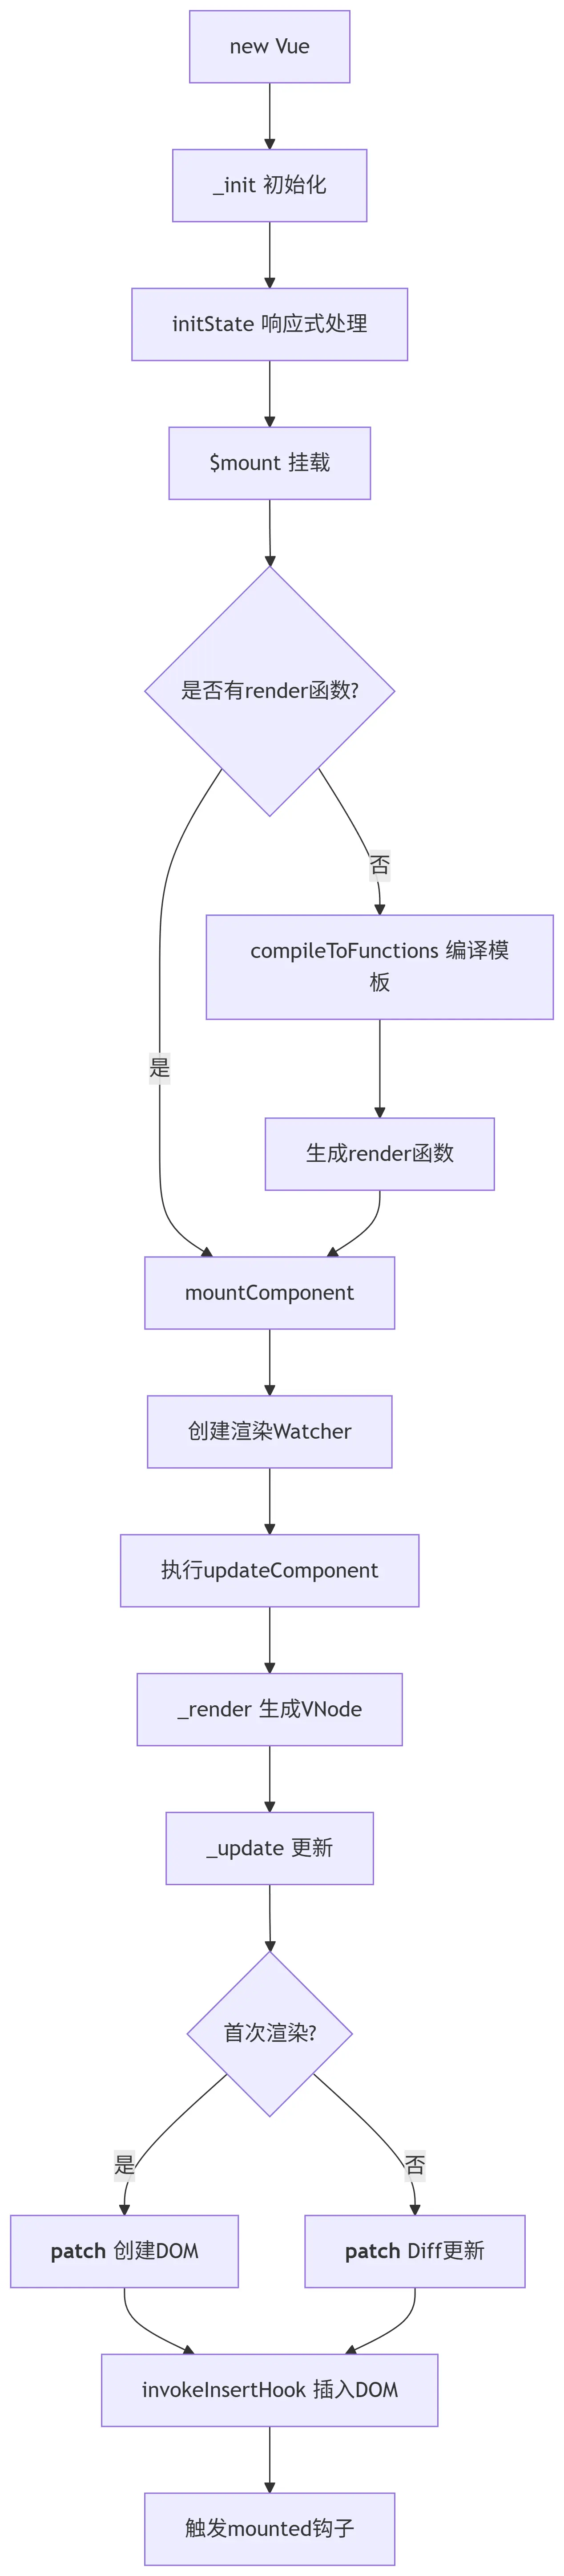 new Vue
_init 初始化
initState 响应式处理
$mount 挂载
是否有render函数?
否
compileToFunctions 编译模
板
是
生成render函数
mountComponent
创建渲染Watcher
执行updateComponent
_render 生成VNode
_update 更新
首次渲染?
是
否
patch 创建DOM
patch Diff更新
invokeInsertHook 插入DOM
触发mounted钩子